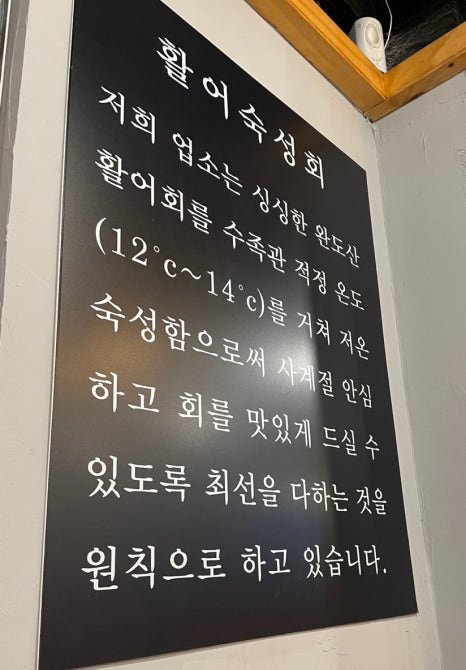 활어숙성회
저희 업소는 싱싱한 완도산
활어회를 수족관 적정 온도
(12°c~14°c)를 거쳐 저온
숙성함으로써 사계절 안심
하고 회를 맛있게 드실 수
있도록 최선을 다하는 것을
원칙으로 하고 있습니다.